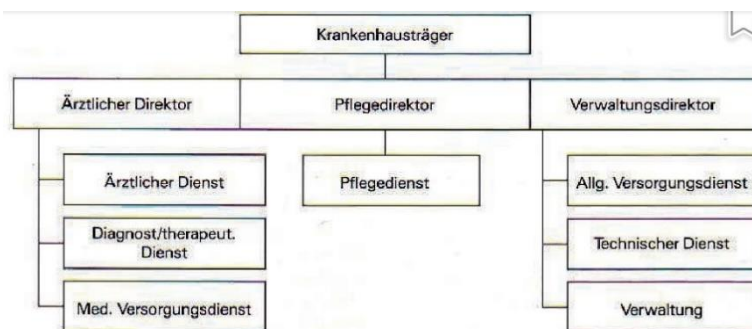 Krankenhausträger
Ärztlicher Direktor
Pflegedirektor
Verwaltungsdirektor
Ärztlicher Dienst
Pflegedienst
Allg. Versorgungsdienst
Diagnost/therapeut.
Dienst
Technischer Dienst
Med. Versorgungsdienst
Verwaltung